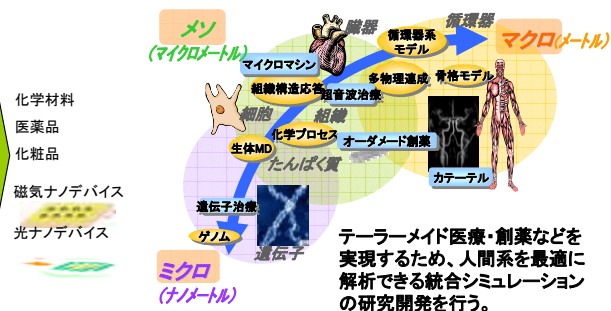 メソ
(マイクロメートル)
臓器
循環器
循環器系
モデル
マクロ(メートル)
マイクロマシン
組織構造応答
超音波治療
多物理連成
骨格モデル
細胞
組織
化学プロセス
オーダメード創薬
生体MD
たんぱく質
カテーテル
遺伝子治療
ゲノム
遺伝子
ミクロ
(ナノメートル)
化学材料
医薬品
化粧品
磁気ナノデバイス
光ナノデバイス
テーラーメイド医療・創薬などを
実現するため、人間系を最適に
解析できる統合シミュレーション
の研究開発を行う。